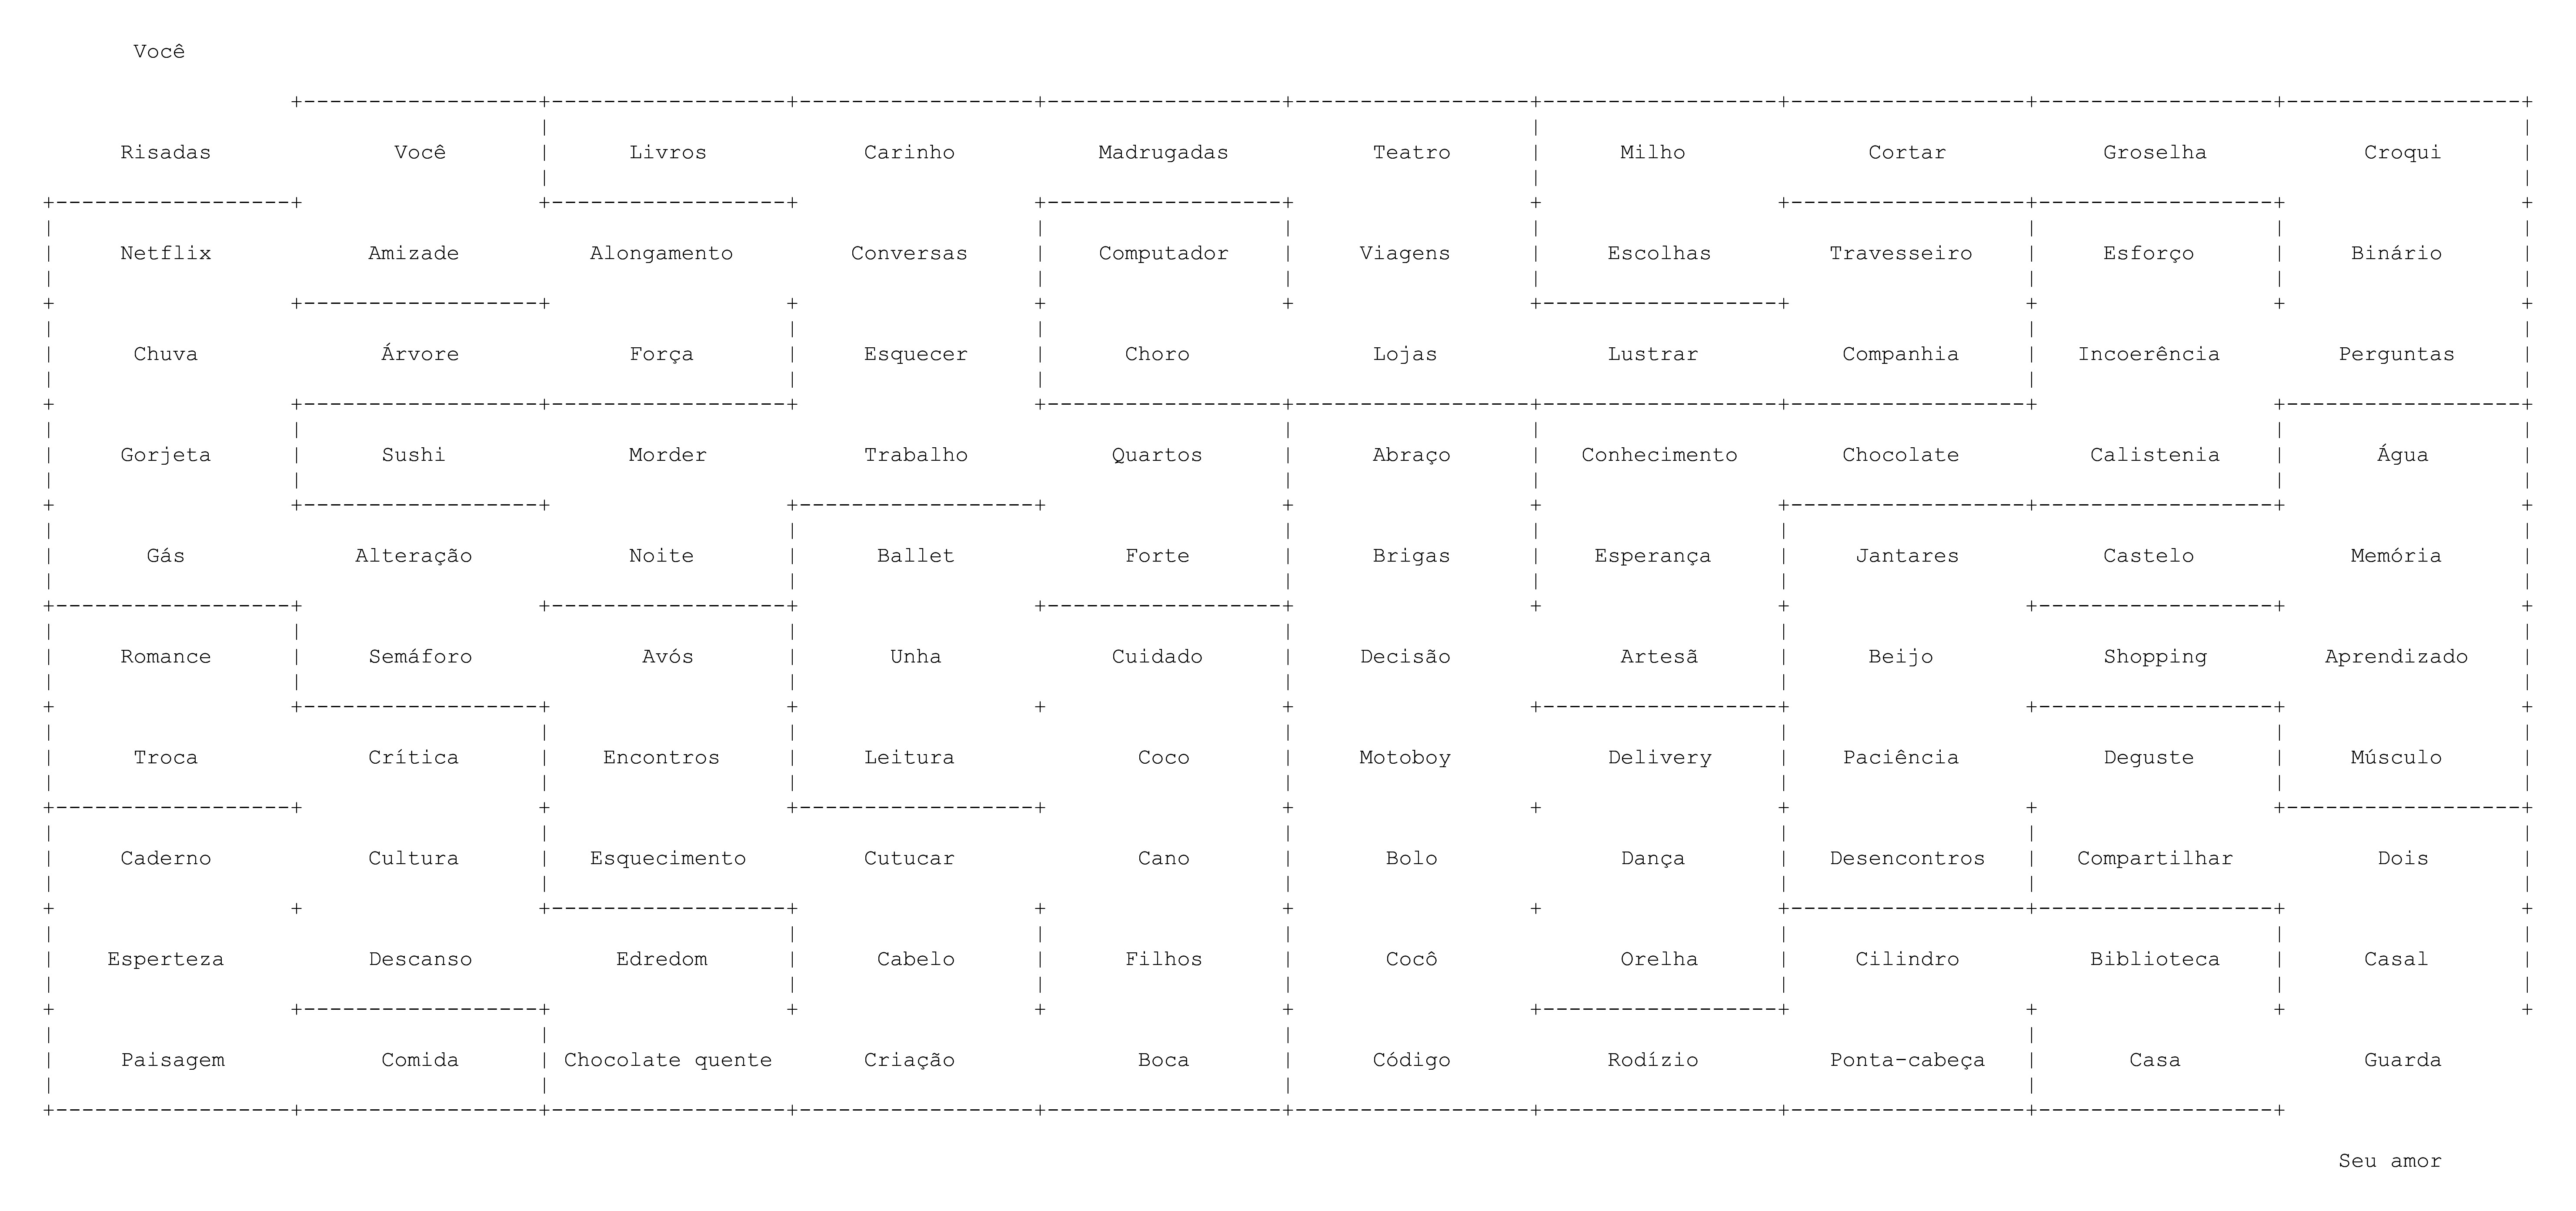 Você
Risadas Você Livros Carinho Madrugadas Teatro Milho Cortar Groselha Croqui
Netflix Amizade Alongamento Conversas Computador Viagens Escolhas Travesseiro Esforço Binário
Chuva Árvore Força Esquecer Choro Lojas Lustrar Companhia Incoerência Perguntas
Gorjeta Sushi Morder Trabalho Quartos Abraço Conhecimento Chocolate Calistenia Água
Gás Alteração Noite Ballet Forte Brigas Esperança Jantares Castelo Memória
Romance Semáforo Avós Unha Cuidado Decisão Artesã Beijo Shopping Aprendizado
Troca Crítica Encontros Leitura Coco Motoboy Delivery Paciência Deguste Músculo
Caderno Cultura Esquecimento Cutucar Cano Bolo Dança Desencontros Compartilhar Dois
Esperteza Descanso Edredom Cabelo Filhos Cocô Orelha Cilindro Biblioteca Casal
Paisagem Comida Chocolate quente Criação Boca Código Rodízio Ponta-cabeça Casa Guarda
Seu amor